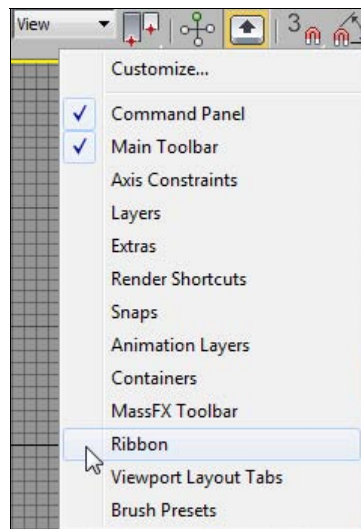 View
3
Customize...
Command Panel
Main Toolbar
Axis Constraints
Layers
Extras
Render Shortcuts
Snaps
Animation Layers
Containers
MassFX Toolbar
Ribbon
Viewport Layout Tabs
Brush Presets